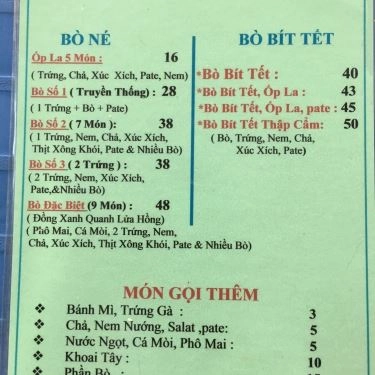 BÒ NÉ
Ốp La 5 Món : 16
( Trứng, Chả, Xúc Xích, Pate, Nem)
Bò Số 1 ( Truyền Thống) : 28
( 1 Trứng + Bò + Pate)
Bò Số 2 ( 7 Món ): 38
( 1 Trứng, Nem, Chả, Xúc Xích,
Thịt Xông Khói, Pate & Nhiều Bò)
Bò Số 3 ( 2 Trứng ) : 38
( 2 Trứng, Nem, Xúc Xích,
Pate,&Nhiều Bò)
Bò Đặc Biệt (9 Món) : 48
( Đồng Xanh Quanh Lửa Hồng)
( Phô Mai, Cá Mòi, 2 Trứng, Nem,
Chả, Xúc Xích, Thịt Xông Khói, Pate & Nhiều Bò)
BÒ BÍT TẾT
*Bò Bít Tết : 40
*Bò Bít Tết, Ốp La : 43
*Bò Bít Tết, Ốp La, pate : 45
*Bò Bít Tết Thập Cẩm: 50
( Bò, Trứng, Nem, Chả,
Xúc Xích, Pate)
MÓN GỌI THÊM
❖ Bánh Mì, Trứng Gà : 3
❖ Chả, Nem Nướng, Salat ,pate: 5
❖ Nước Ngọt, Cá Mòi, Phô Mai : 5
❖ Khoai Tây : 10
❖ Phần Bò :